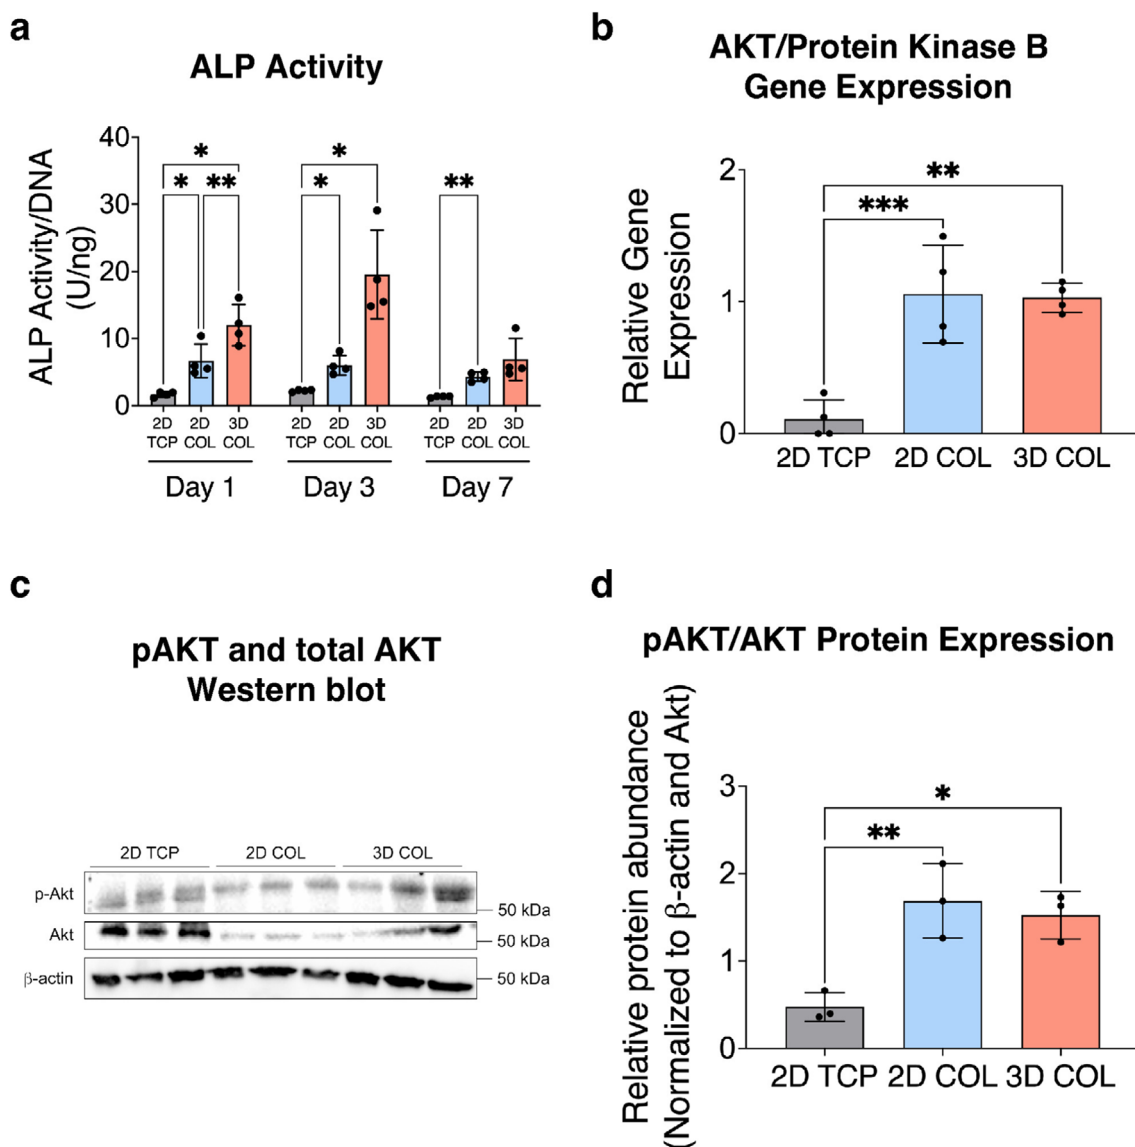 a
ALP Activity
ALP Activity/DNA
(U/ng)
40
30
20
10
0
*
*
**
*
*
**
2D TCP
2D COL
3D COL
2D TCP
2D COL
3D COL
2D TCP
2D COL
3D COL
Day 1
Day 3
Day 7
b
AKT/Protein Kinase B
Gene Expression
Relative Gene
Expression
2
1
0
**
***
2D TCP
2D COL
3D COL
c
pAKT and total AKT
Western blot
2D TCP
2D COL
3D COL
p-Akt
50 kDa
Akt
50 kDa
β-actin
50 kDa
d
pAKT/AKT Protein Expression
Relative protein abundance
(Normalized to β-actin and Akt)
3
2
1
0
*
**
2D TCP
2D COL
3D COL